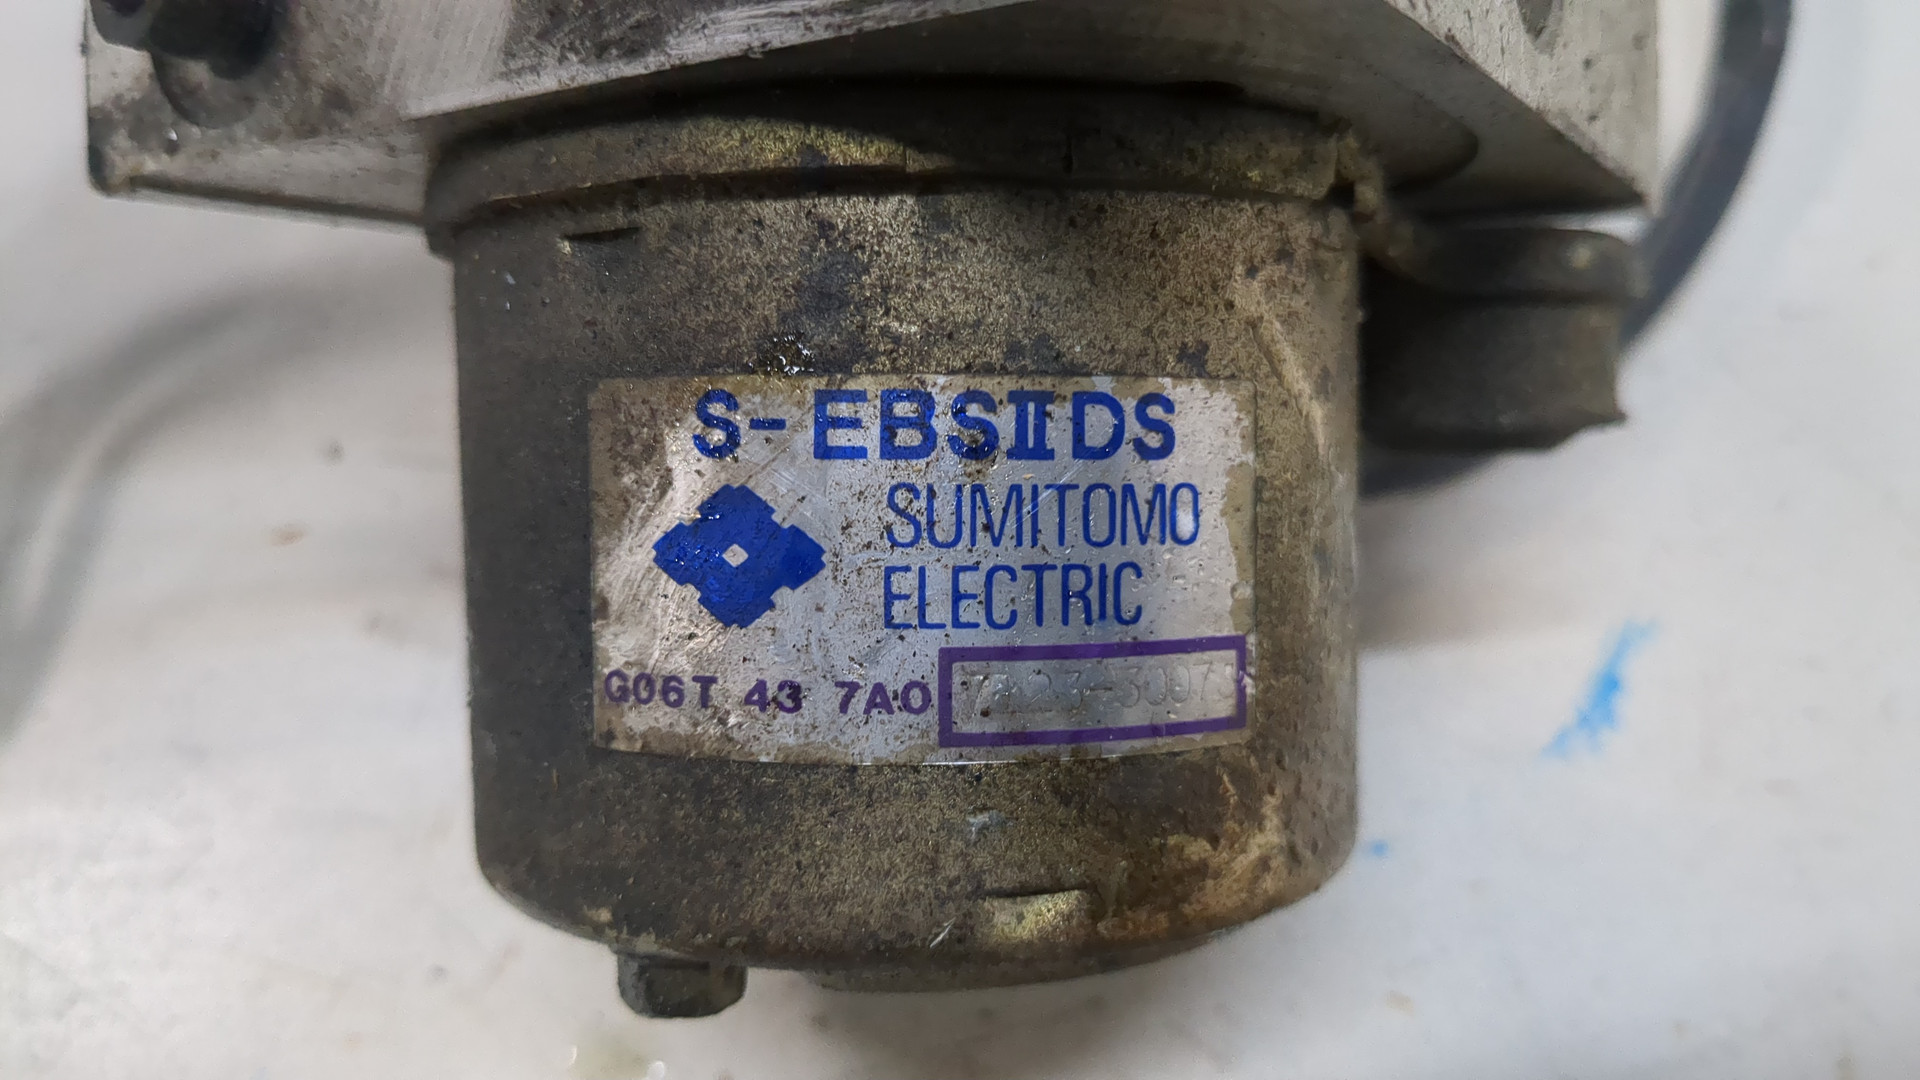 S-EBSⅡDS
SUMITOMO
ELECTRIC
G06T 43 7A0